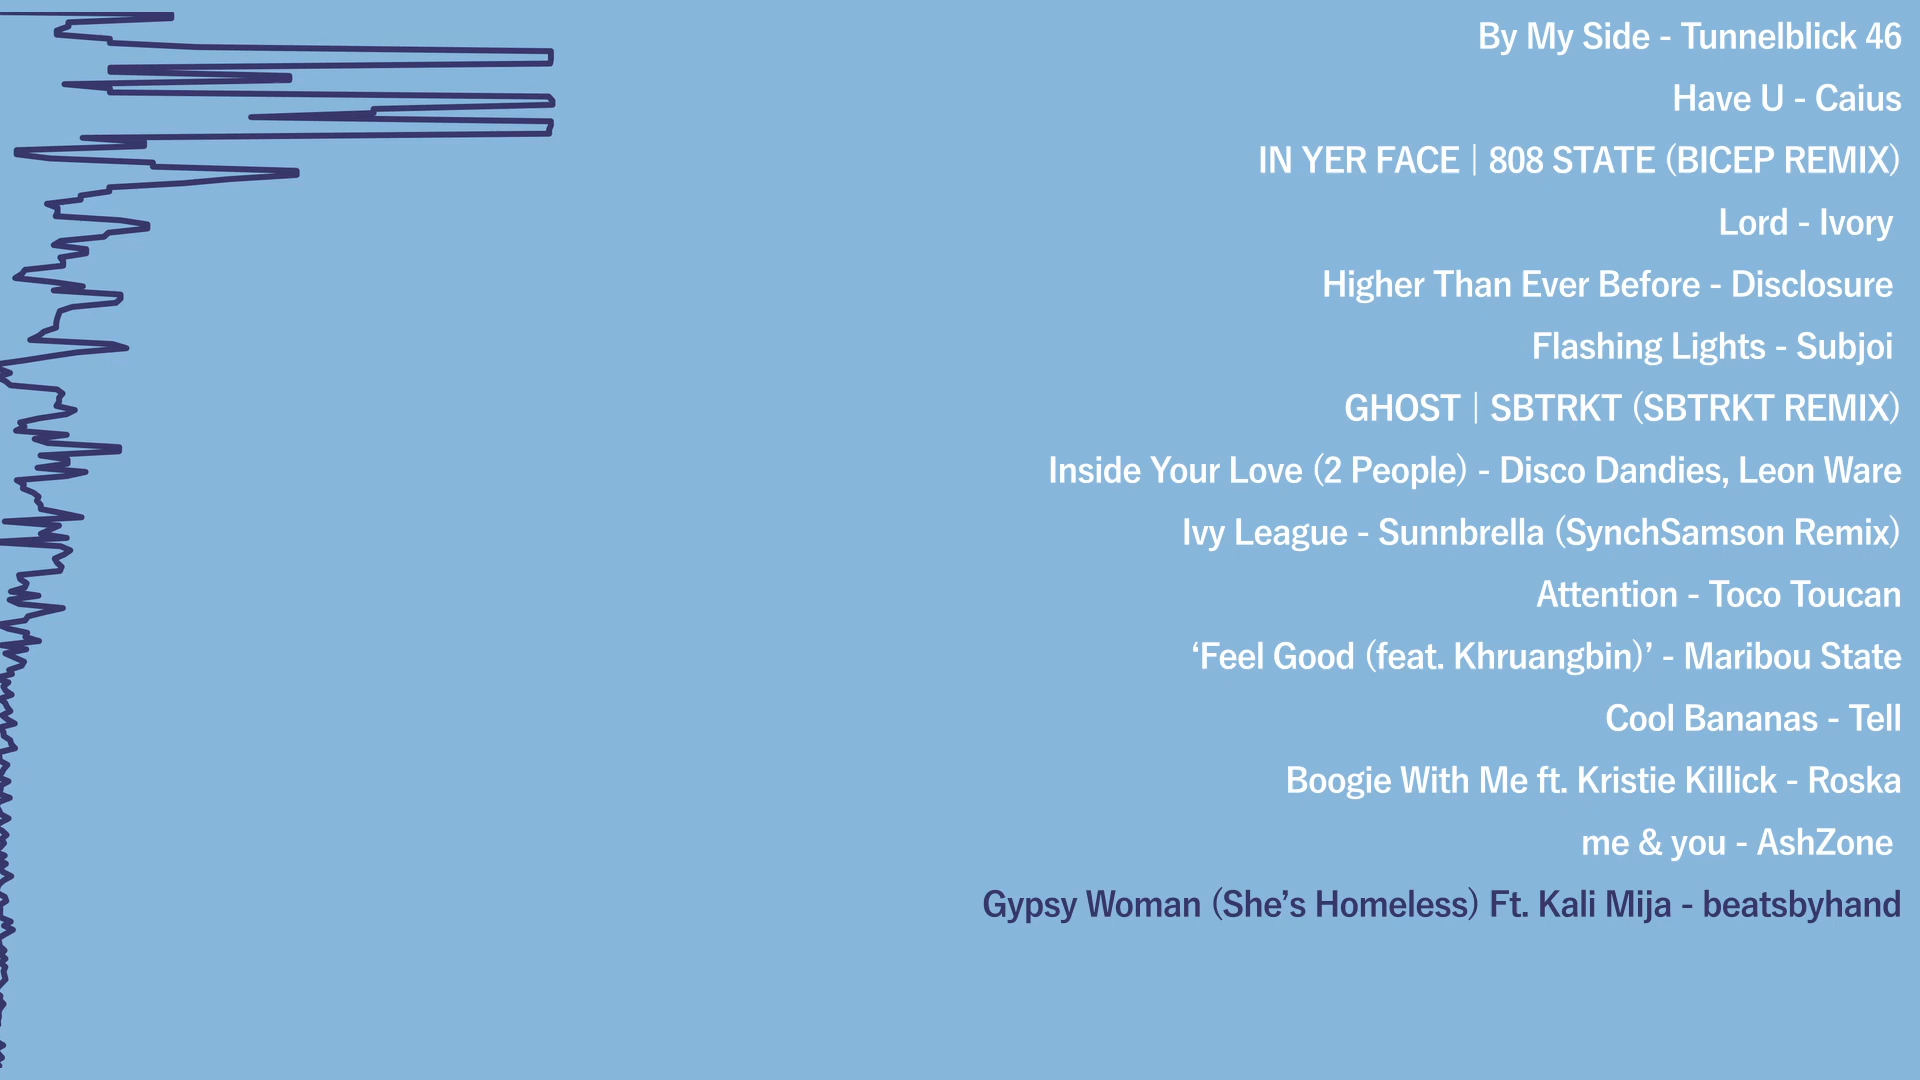 By My Side - Tunnelblick 46
Have U - Caius
IN YER FACE | 808 STATE (BICEP REMIX)
Lord - Ivory
Higher Than Ever Before - Disclosure
Flashing Lights - Subjoi
GHOST | SBTRKT (SBTRKT REMIX)
Inside Your Love (2 People) - Disco Dandies, Leon Ware
Ivy League - Sunnbrella (SynchSamson Remix)
Attention - Toco Toucan
‘Feel Good (feat. Khruangbin)’ - Maribou State
Cool Bananas - Tell
Boogie With Me ft. Kristie Killick - Roska
me & you - AshZone
Gypsy Woman (She’s Homeless) Ft. Kali Mija - beatsbyhand